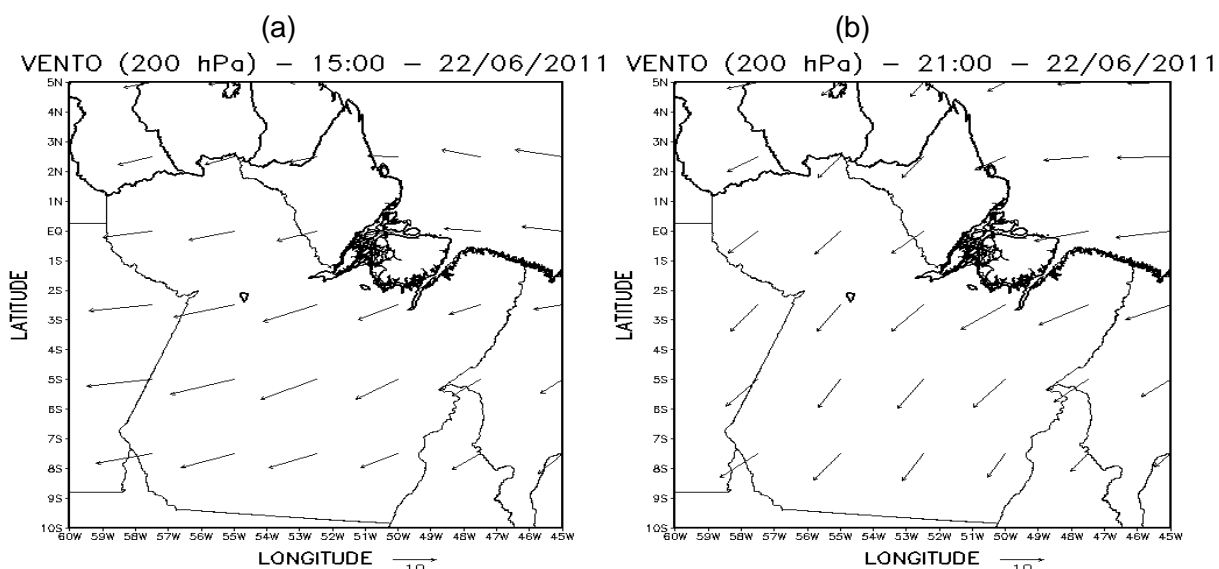 (a)
VENTO (200 hPa) – 15:00 – 22/06/2011
5N
4N
3N
2N
1N
EQ
1S
2S
3S
4S
5S
6S
7S
8S
9S
10S
LATITUDE
60W 59W 58W 57W 56W 55W 54W 53W 52W 51W 50W 49W 48W 47W 46W 45W
LONGITUDE
10
(b)
VENTO (200 hPa) – 21:00 – 22/06/2011
5N
4N
3N
2N
1N
EQ
1S
2S
3S
4S
5S
6S
7S
8S
9S
10S
LATITUDE
60W 59W 58W 57W 56W 55W 54W 53W 52W 51W 50W 49W 48W 47W 46W 45W
LONGITUDE
10